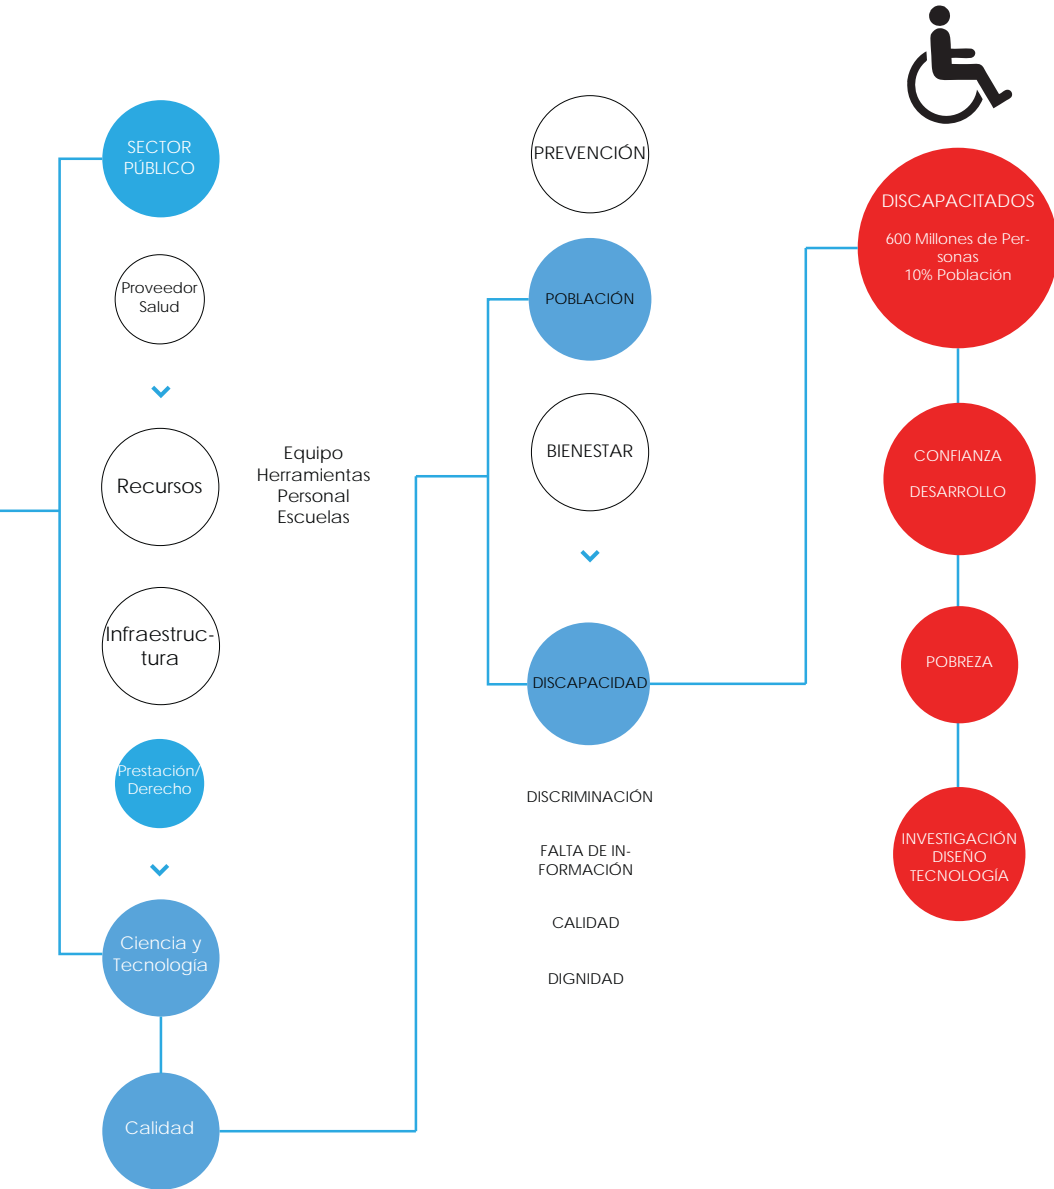 SECTOR
PÚBLICO
Proveedor
Salud
Recursos
Equipo
Herramientas
Personal
Escuelas
Infraestruc-
tura
Prestación/
Derecho
Ciencia y
Tecnología
Calidad
PREVENCIÓN
POBLACIÓN
BIENESTAR
DISCAPACIDAD
DISCRIMINACIÓN
FALTA DE IN-
FORMACIÓN
CALIDAD
DIGNIDAD
DISCAPACITADOS
600 Millones de Per-
sonas
10% Población
CONFIANZA
DESARROLLO
POBREZA
INVESTIGACIÓN
DISEÑO
TECNOLOGÍA